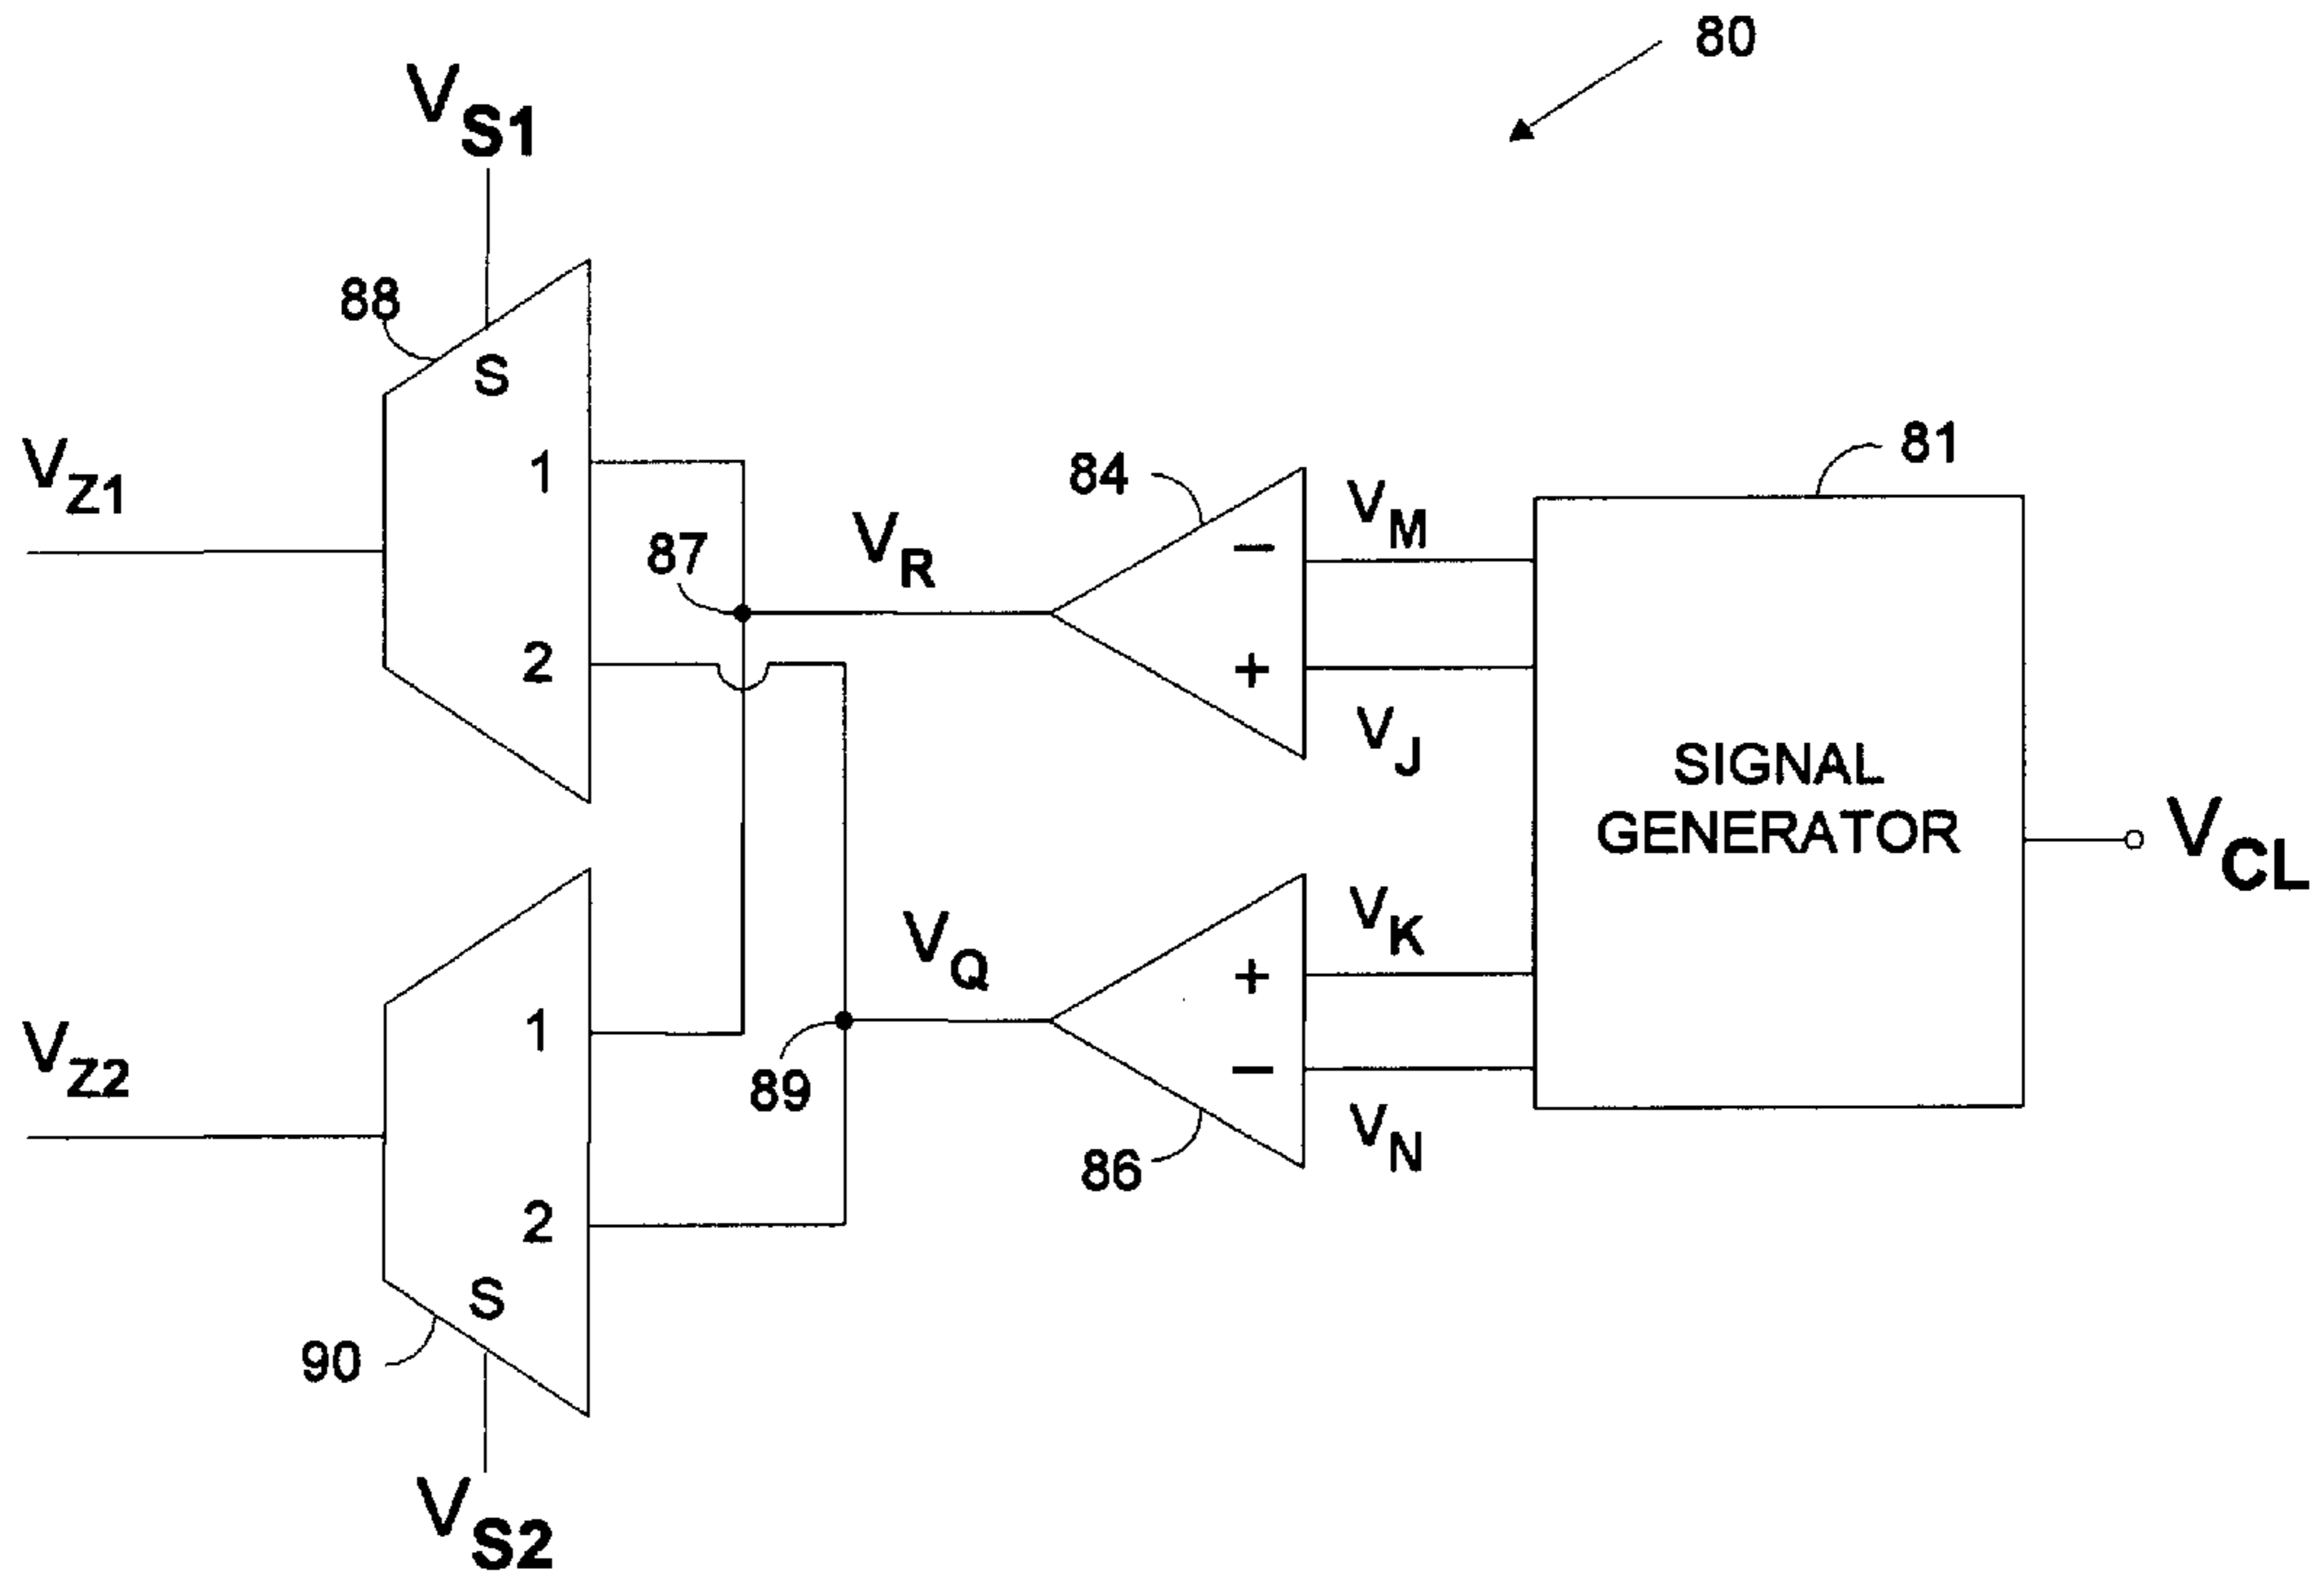 80
VS1
88
S
81
VZ1
1
84
VM
VR
87
−
2
+
VJ
SIGNAL
GENERATOR
VCL
VK
VQ
+
VZ2
1
89
−
VN
86
2
S
90
VS2